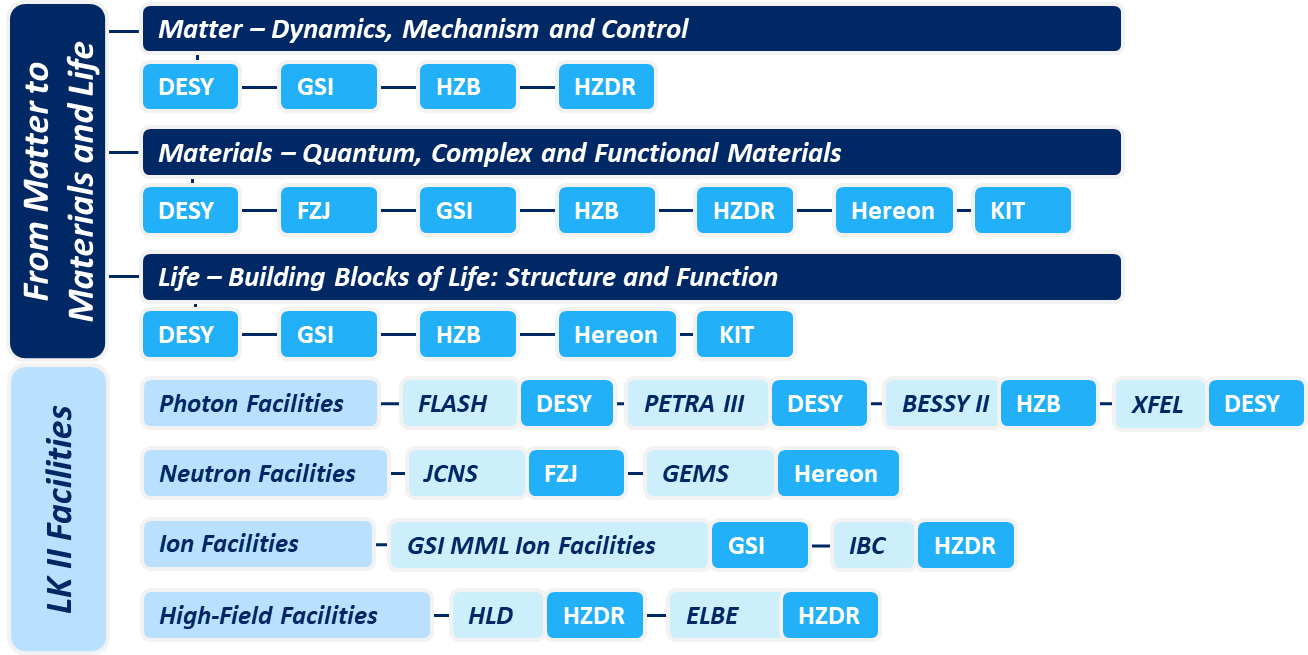 From Matter to
Materials and Life
Matter – Dynamics, Mechanism and Control
DESY GSI HZB HZDR
Materials – Quantum, Complex and Functional Materials
DESY FZJ GSI HZB HZDR Hereon KIT
Life – Building Blocks of Life: Structure and Function
DESY GSI HZB Hereon KIT
LK II Facilities
Photon Facilities FLASH DESY PETRA III DESY BESSY II HZB XFEL DESY
Neutron Facilities JCNS FZJ GEMS Hereon
Ion Facilities GSI MML Ion Facilities GSI IBC HZDR
High-Field Facilities HLD HZDR ELBE HZDR